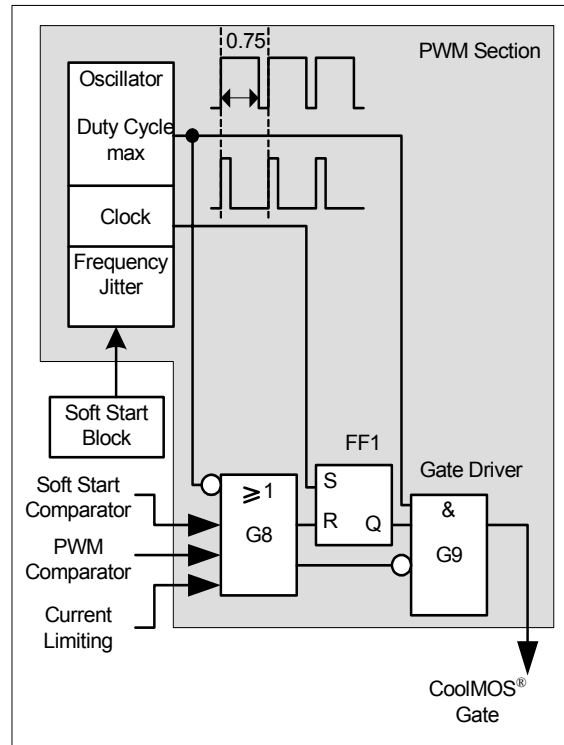 0.75
PWM Section
Oscillator
Duty Cycle
max
Clock
Frequency
Jitter
Soft Start
Block
FF1
Gate Driver
Soft Start
Comparator
PWM
Comparator
Current
Limiting
≥1
G8
S
R
Q
&
G9
CoolMOS®
Gate